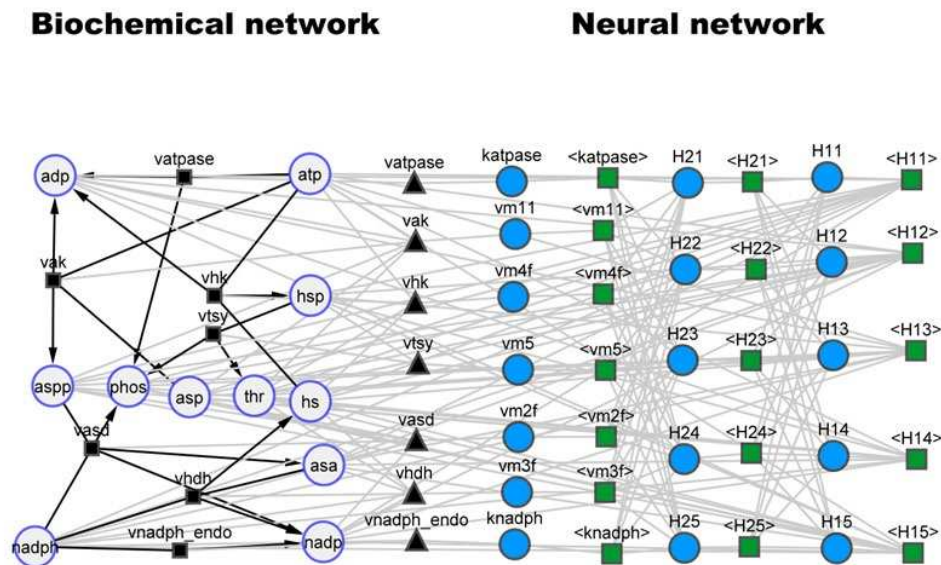 Biochemical network Neural network
adp vatpase atp vatpase katpase <katpase> H21 <H21> H11 <H11>
vak vak vm11 <vm11> H22 <H22> H12 <H12>
vhk hsp vhk vm4f <vm4f>
vtsy vtsy vm5 <vm5> H23 <H23> H13 <H13>
aspp phos asp thr hs
vasd vasd vm2f <vm2f> H24 <H24> H14 <H14>
asa
vhdh vhdh vm3f <vm3f>
nadph vnadph_endo nadp vnadph_endo knadph <knadph> H25 <H25> H15 <H15>